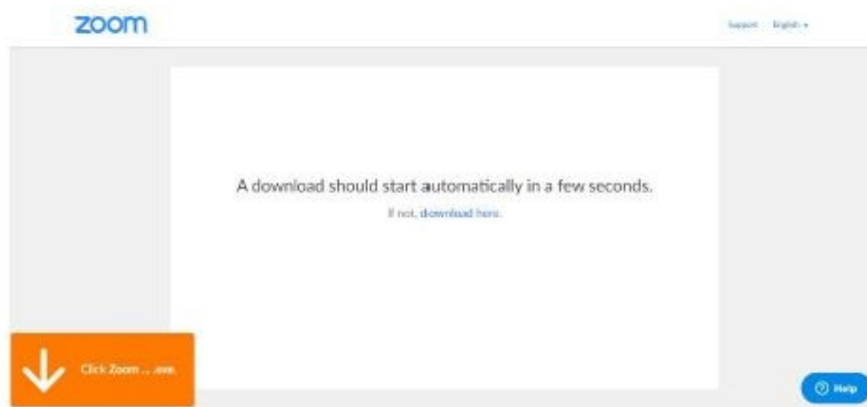 zoom
Support English
A download should start automatically in a few seconds.
If not, download here.
Click Zoom ... .exe.
Help